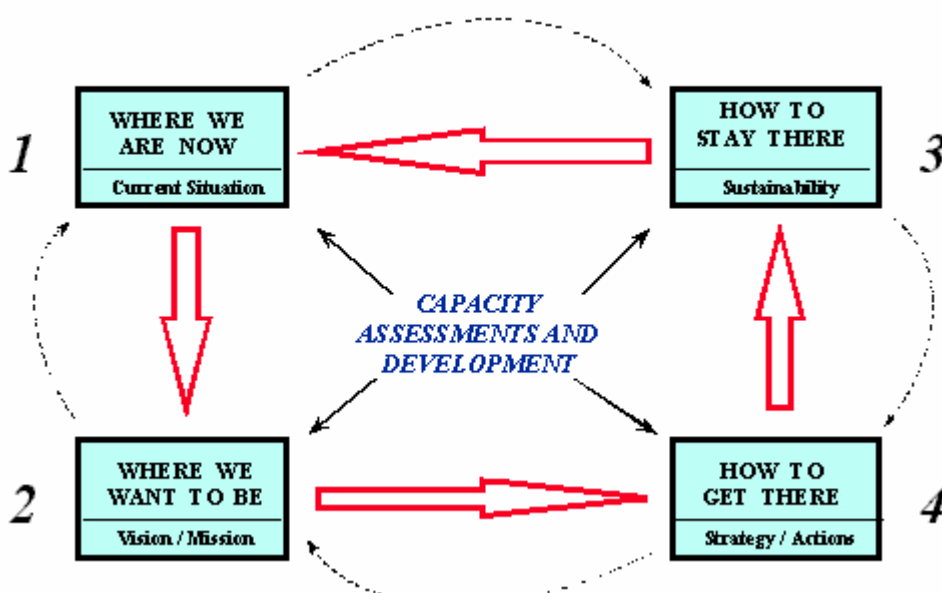 1
WHERE WE
ARE NOW
Current Situation
HOW TO
STAY THERE
Sustainability
3
CAPACITY
ASSESSMENTS AND
DEVELOPMENT
2
WHERE WE
WANT TO BE
Vision / Mission
HOW TO
GET THERE
Strategy / Actions
4